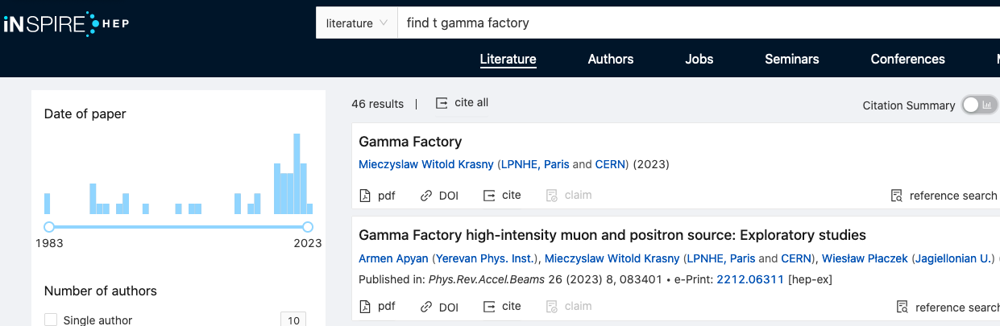 iNSPIRE HEP
literature find t gamma factory
Literature Authors Jobs Seminars Conferences
Date of paper
1983 2023
Number of authors
Single author 10
46 results | cite all
Citation Summary
Gamma Factory
Mieczyslaw Witold Krasny (LPNHE, Paris and CERN) (2023)
pdf DOI cite claim reference search
Gamma Factory high-intensity muon and positron source: Exploratory studies
Armen Apyan (Yerevan Phys. Inst.), Mieczyslaw Witold Krasny (LPNHE, Paris and CERN), Wiesław Płaczek (Jagiellonian U.)
Published in: Phys.Rev.Accel.Beams 26 (2023) 8, 083401 • e-Print: 2212.06311 [hep-ex]
pdf DOI cite claim reference search